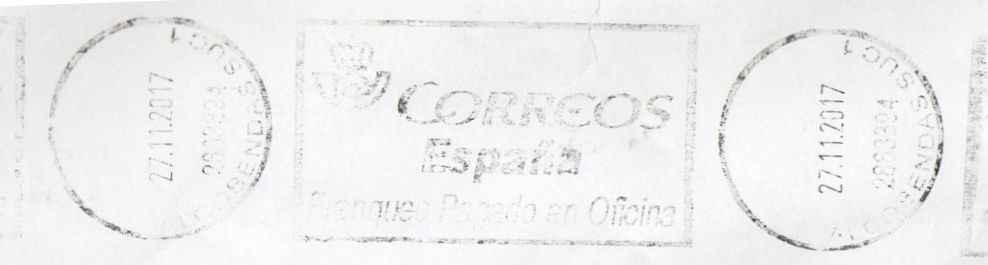 ALCOBENDAS SUC 1
27.11.2017
2893894
CORREOS
España
Franqueo Pagado en Oficina
ALCOBENDAS SUC 1
27.11.2017
2893894